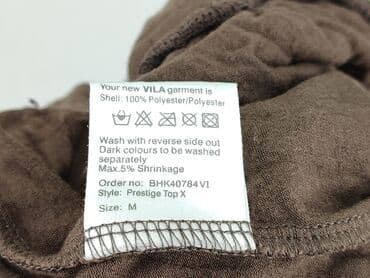 Your new VILA garment is
Shell: 100% Polyester/Polyester
Wash with reverse side out
Dark colours to be washed
separately
Max.5% Shrinkage
Order no: BHK40784VI
Style: Prestige Top X
Size: M